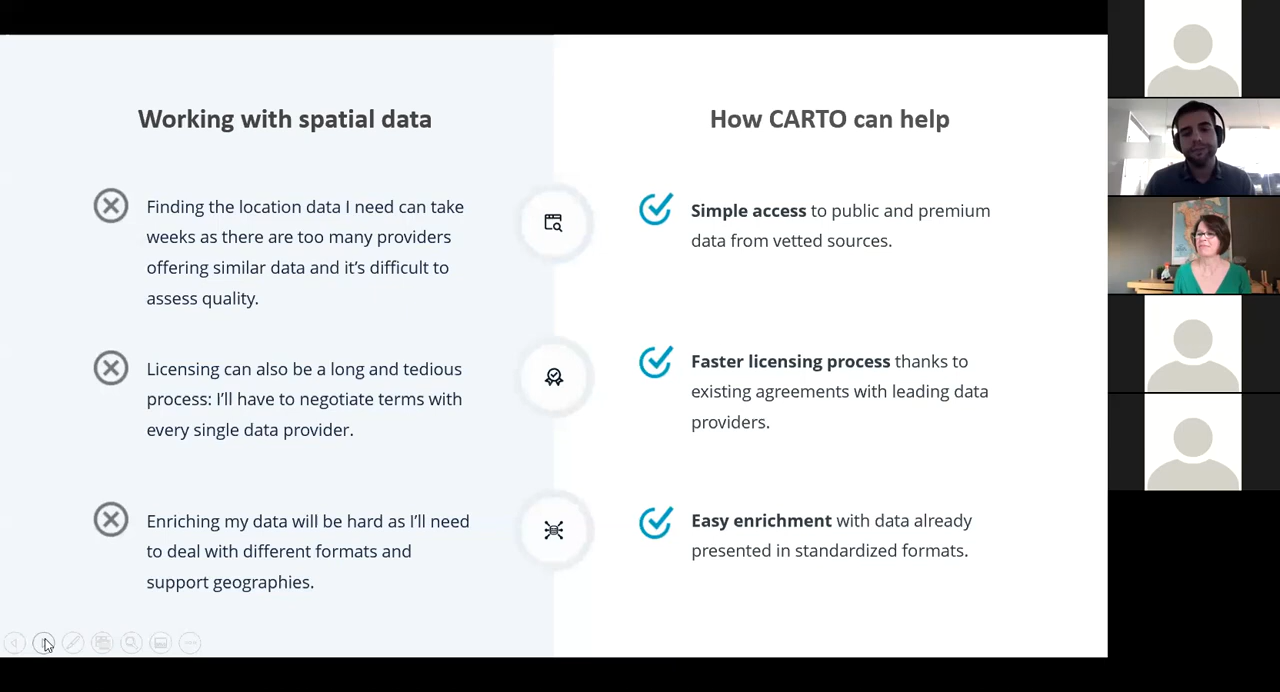 Working with spatial data
Finding the location data I need can take
weeks as there are too many providers
offering similar data and it's difficult to
assess quality.
Licensing can also be a long and tedious
process: I'll have to negotiate terms with
every single data provider.
Enriching my data will be hard as I'll need
to deal with different formats and
support geographies.
How CARTO can help
Simple access to public and premium
data from vetted sources.
Faster licensing process thanks to
existing agreements with leading data
providers.
Easy enrichment with data already
presented in standardized formats.